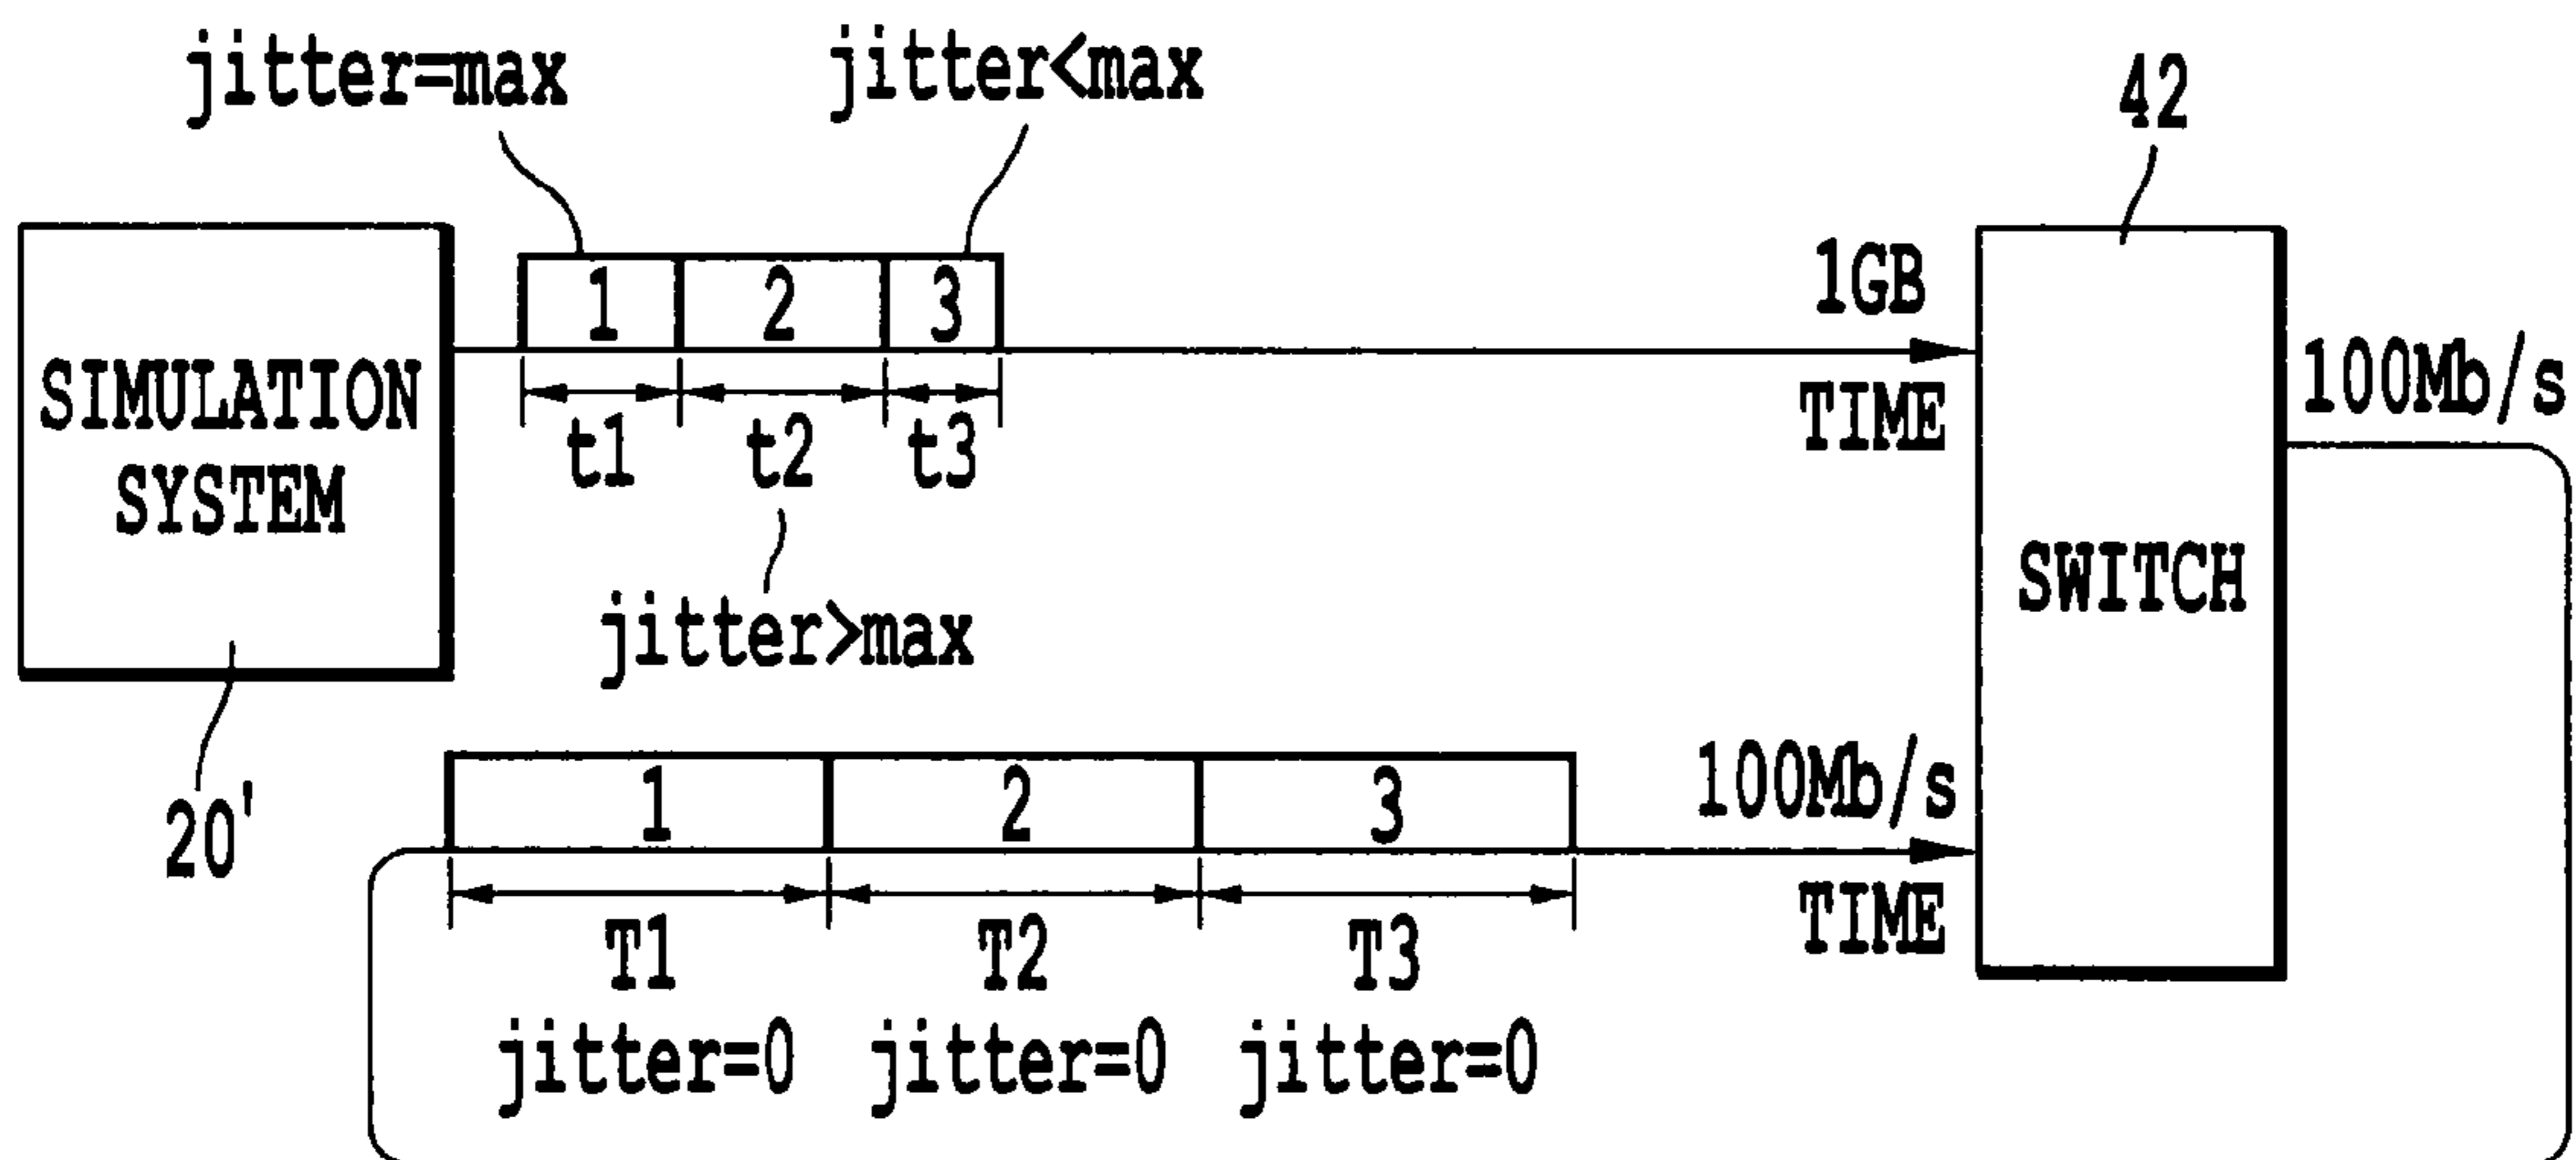 jitter=max
jitter<max
42
1
2
3
1GB
100Mb/s
SIMULATION
SYSTEM
t1
t2
t3
TIME
SWITCH
jitter>max
20'
1
2
3
100Mb/s
T1
T2
T3
TIME
jitter=0
jitter=0
jitter=0